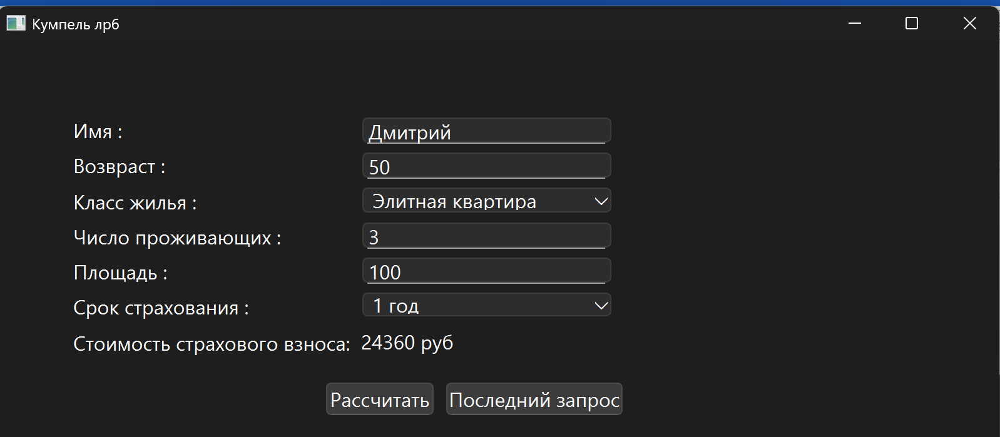 Кумпель лр6
Имя : Дмитрий
Возвраст : 50
Класс жилья : Элитная квартира
Число проживающих : 3
Площадь : 100
Срок страхования : 1 год
Стоимость страхового взноса: 24360 руб
Рассчитать Последний запрос